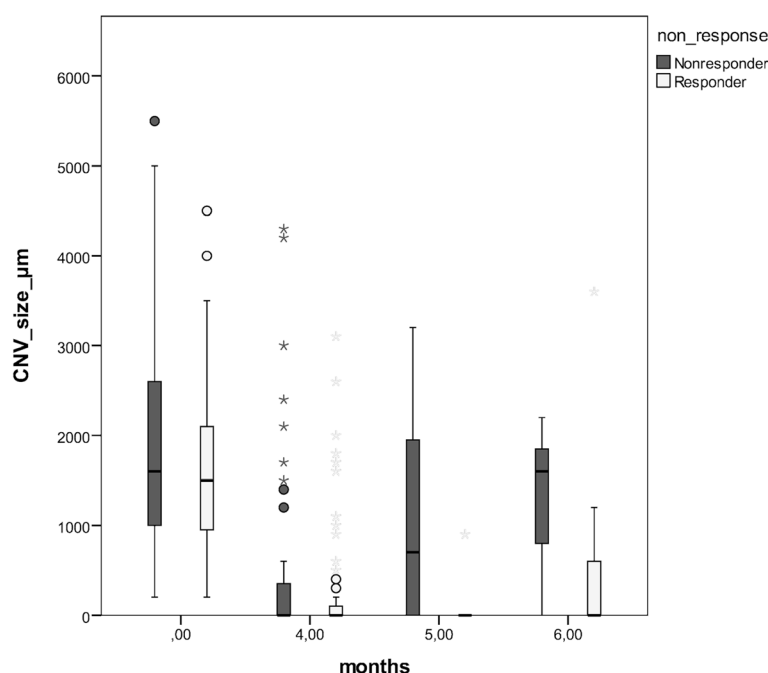 non_response
Nonresponder
Responder
6000
5000
4000
3000
2000
1000
0
CNV_size_µm
,00
4,00
5,00
6,00
months